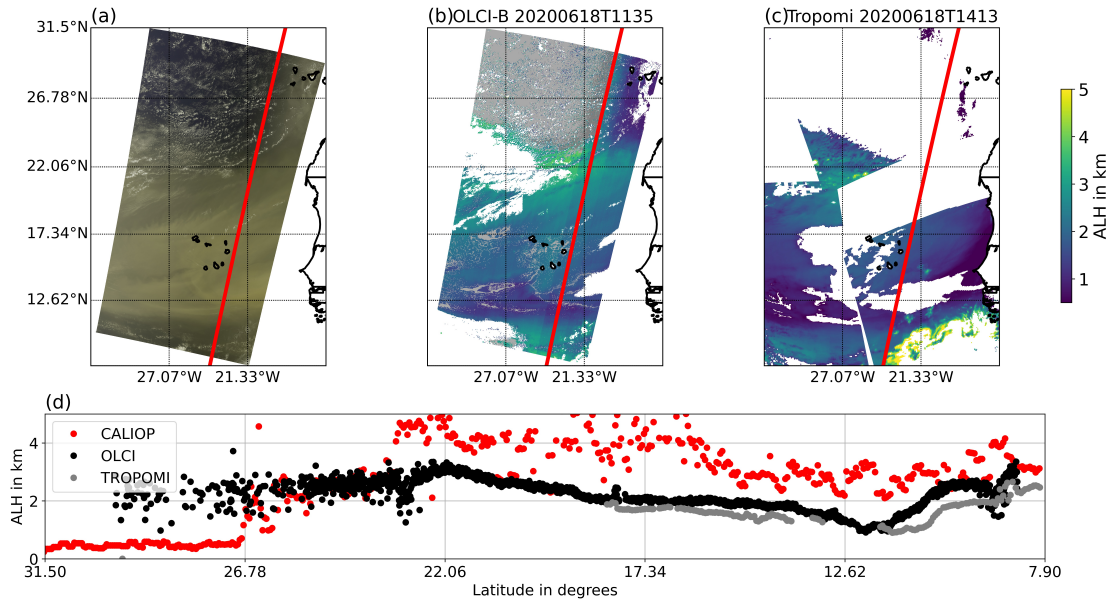 (a)
(b)OLCI-B 20200618T1135
(c)Tropomi 20200618T1413
31.5°N
26.78°N
22.06°N
17.34°N
12.62°N
27.07°W 21.33°W
27.07°W 21.33°W
27.07°W 21.33°W
5
4
3
2
1
ALH in km
(d)
CALIOP
OLCI
TROPOMI
4
2
0
ALH in km
31.50 26.78 22.06 17.34 12.62 7.90
Latitude in degrees